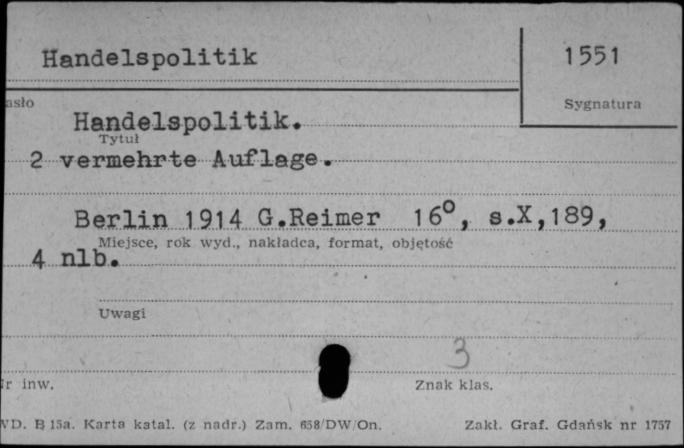 Handelspolitik
1551
asło
Sygnatura
Handelspolitik.
Tytuł
2 vermehrte Auflage.
Berlin 1914 G.Reimer 16°, s.X,189,
Miejsce, rok wyd., nakładca, format, objętość
4 nlb.
Uwagi
3
r inw.
Znak klas.
WD. B 15a. Karta katal. (z nadr.) Zam. 658/DW/On.
Zakł. Graf. Gdańsk nr 1757